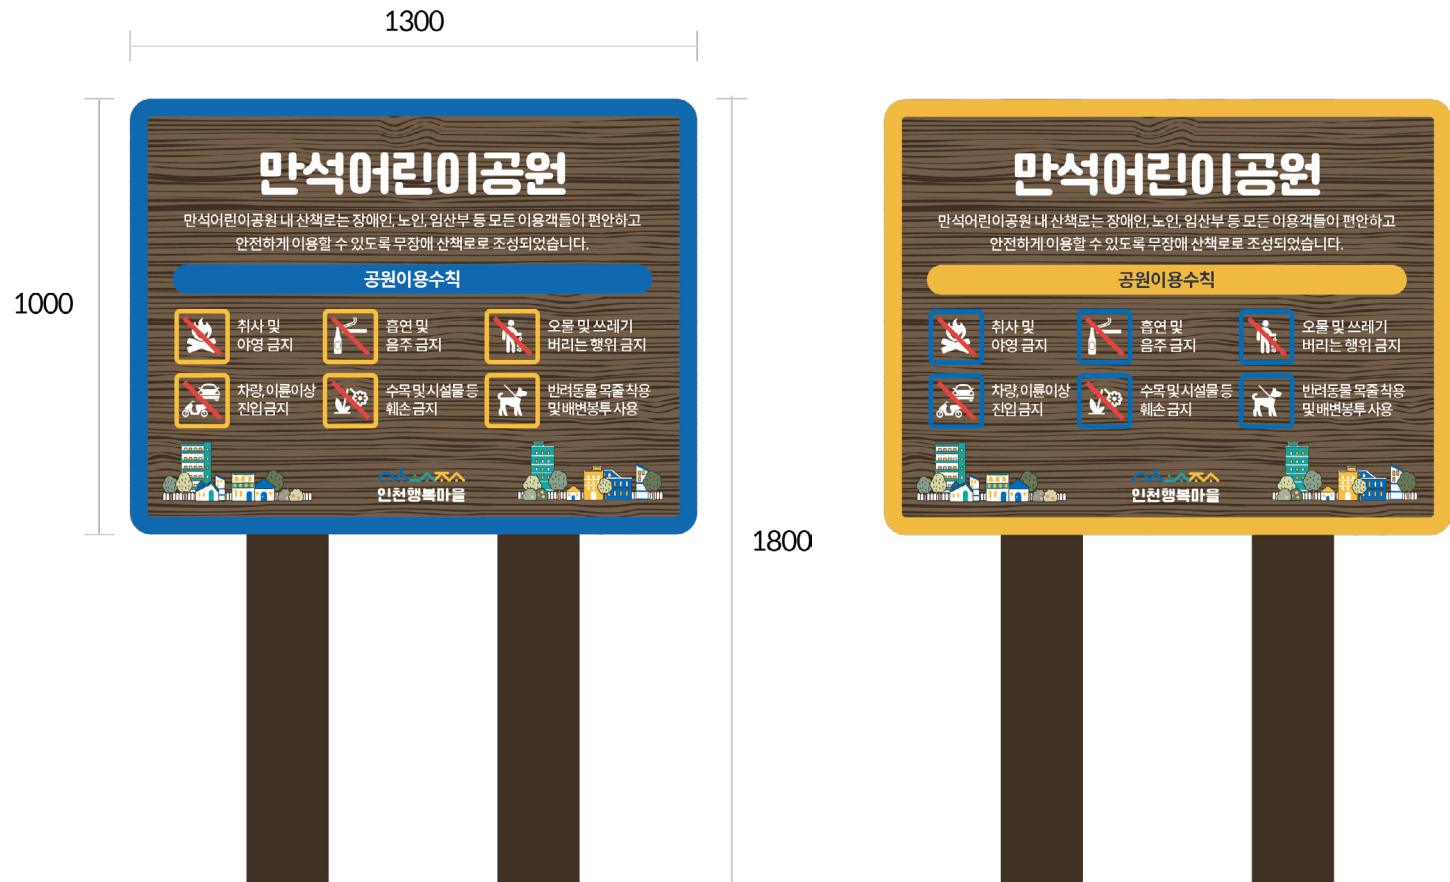 1300
1000
1800
만석어린이공원
만석어린이공원 내 산책로는 장애인, 노인, 임산부 등 모든 이용객들이 편안하고
안전하게 이용할 수 있도록 무장애 산책로로 조성되었습니다.
공원이용수칙
취사 및
야영 금지
흡연 및
음주 금지
오물 및 쓰레기
버리는 행위 금지
차량, 이륜이상
진입금지
수목 및 시설물 등
훼손 금지
반려동물 목줄 착용
및 배변봉투 사용
인천행복마을
만석어린이공원
만석어린이공원 내 산책로는 장애인, 노인, 임산부 등 모든 이용객들이 편안하고
안전하게 이용할 수 있도록 무장애 산책로로 조성되었습니다.
공원이용수칙
취사 및
야영 금지
흡연 및
음주 금지
오물 및 쓰레기
버리는 행위 금지
차량, 이륜이상
진입금지
수목 및 시설물 등
훼손 금지
반려동물 목줄 착용
및 배변봉투 사용
인천행복마을